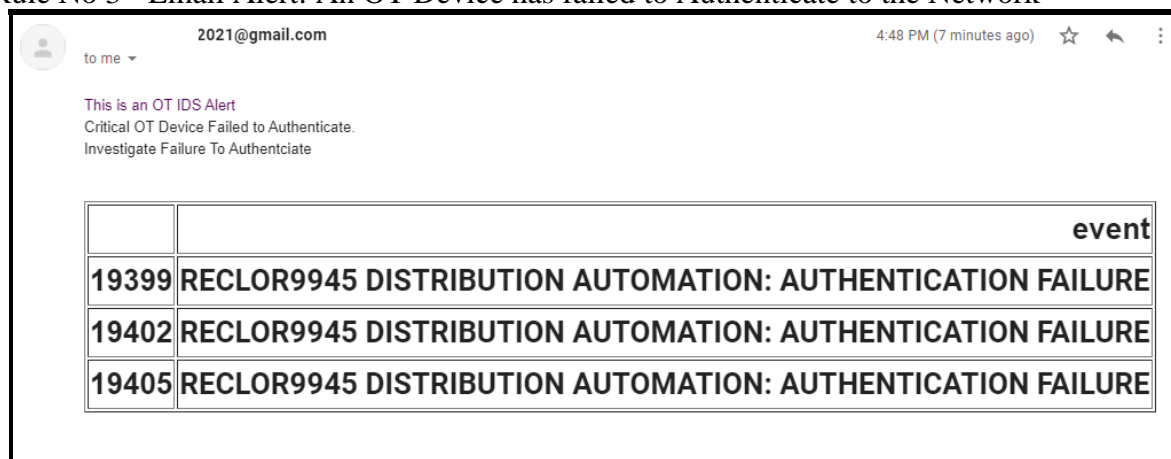 Rule No 3 - Email Alert: An OT Device has failed to Authenticate to the Network
2021@gmail.com 4:48 PM (7 minutes ago)
to me
This is an OT IDS Alert
Critical OT Device Failed to Authenticate.
Investigate Failure To Authentciate
event
19399 RECLOR9945 DISTRIBUTION AUTOMATION: AUTHENTICATION FAILURE
19402 RECLOR9945 DISTRIBUTION AUTOMATION: AUTHENTICATION FAILURE
19405 RECLOR9945 DISTRIBUTION AUTOMATION: AUTHENTICATION FAILURE